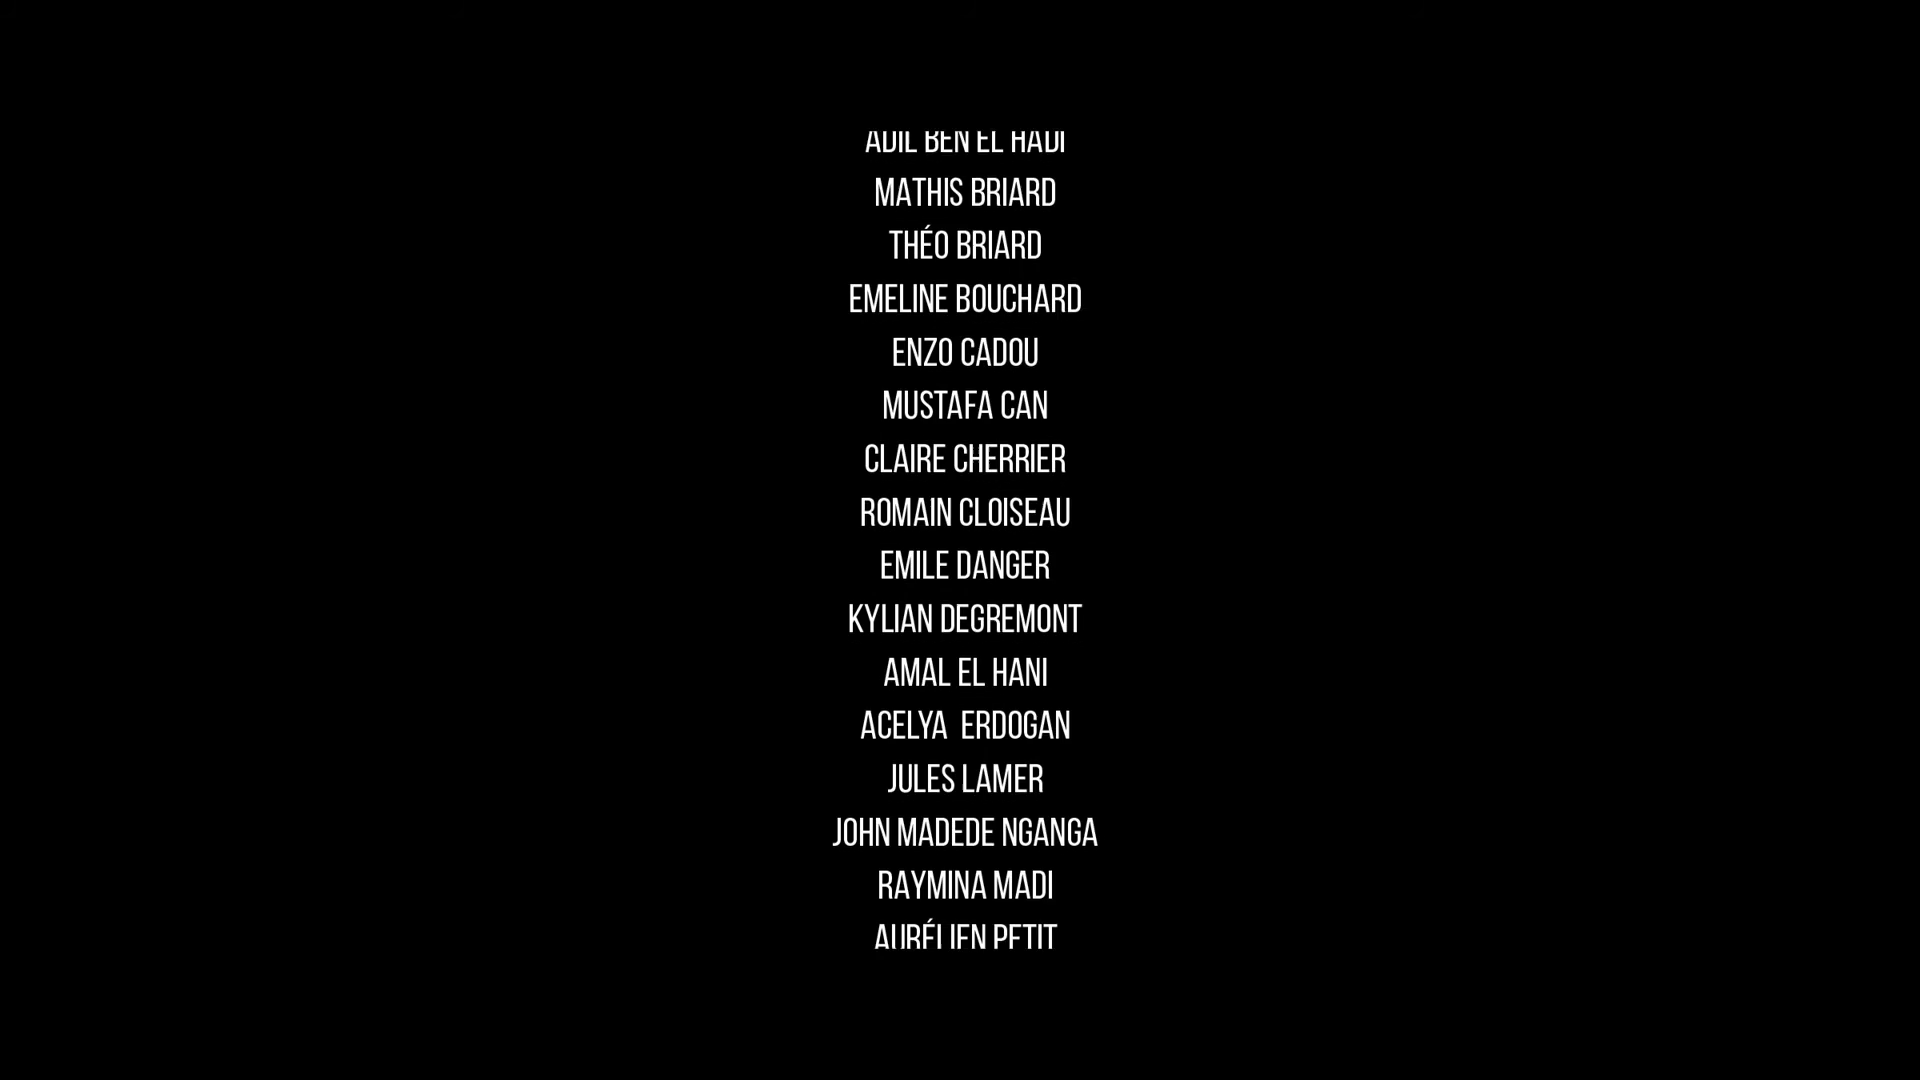 ADIL BEN EL HADI
MATHIS BRIARD
THÉO BRIARD
EMELINE BOUCHARD
ENZO CADOU
MUSTAFA CAN
CLAIRE CHERRIER
ROMAIN CLOISEAU
EMILE DANGER
KYLIAN DEGREMONT
AMAL EL HANI
ACELYA  ERDOGAN
JULES LAMER
JOHN MADEDE NGANGA
RAYMINA MADI
AURÉLIEN PETIT